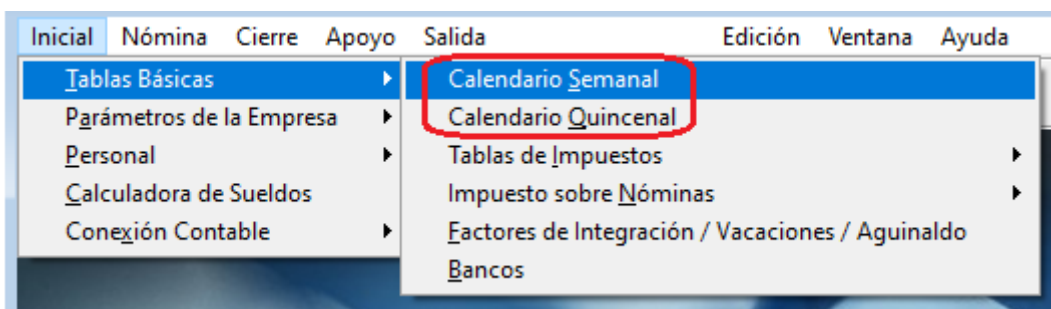 Inicial Nómina Cierre Apoyo Salida Edición Ventana Ayuda
Tablas Básicas
Parámetros de la Empresa
Personal
Calculadora de Sueldos
Conexión Contable
Calendario Semanal
Calendario Quincenal
Tablas de Impuestos
Impuesto sobre Nóminas
Factores de Integración / Vacaciones / Aguinaldo
Bancos